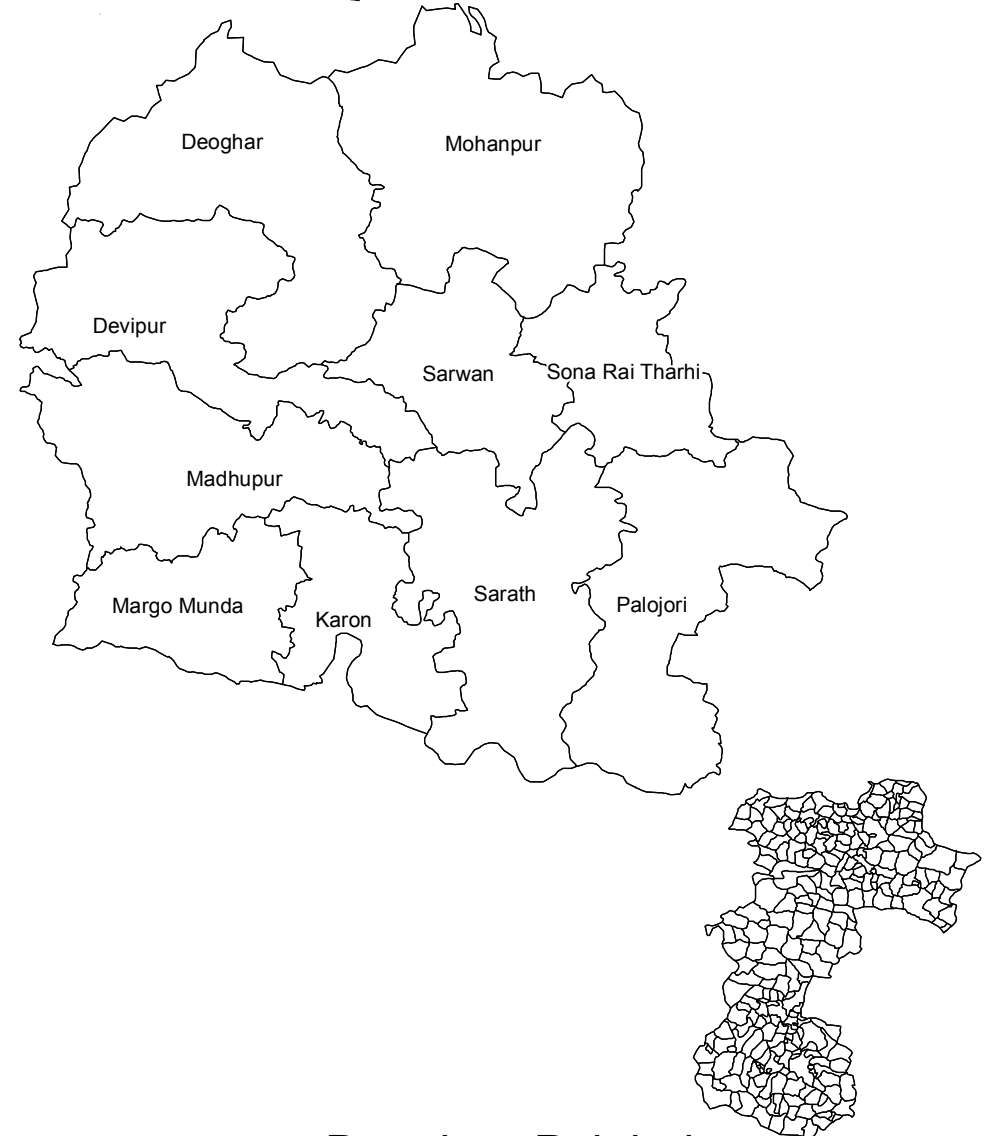 Deoghar
Mohanpur
Devipur
Sarwan
Sona Rai Tharhi
Madhupur
Sarath
Margo Munda
Palojori
Karon